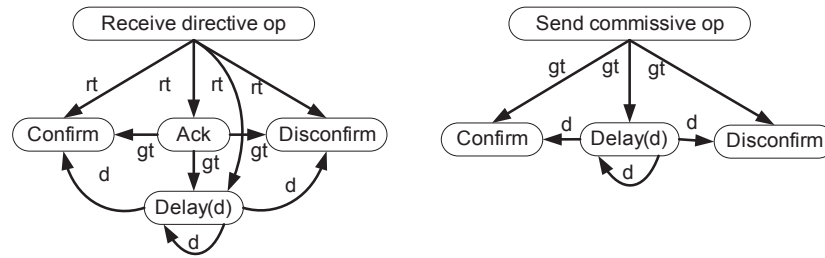 Receive directive op
Send commissive op
rt rt rt rt
gt gt gt
Confirm Ack Disconfirm
gt gt gt
Confirm d Delay(d) d Disconfirm
d d
d
Delay(d)
d